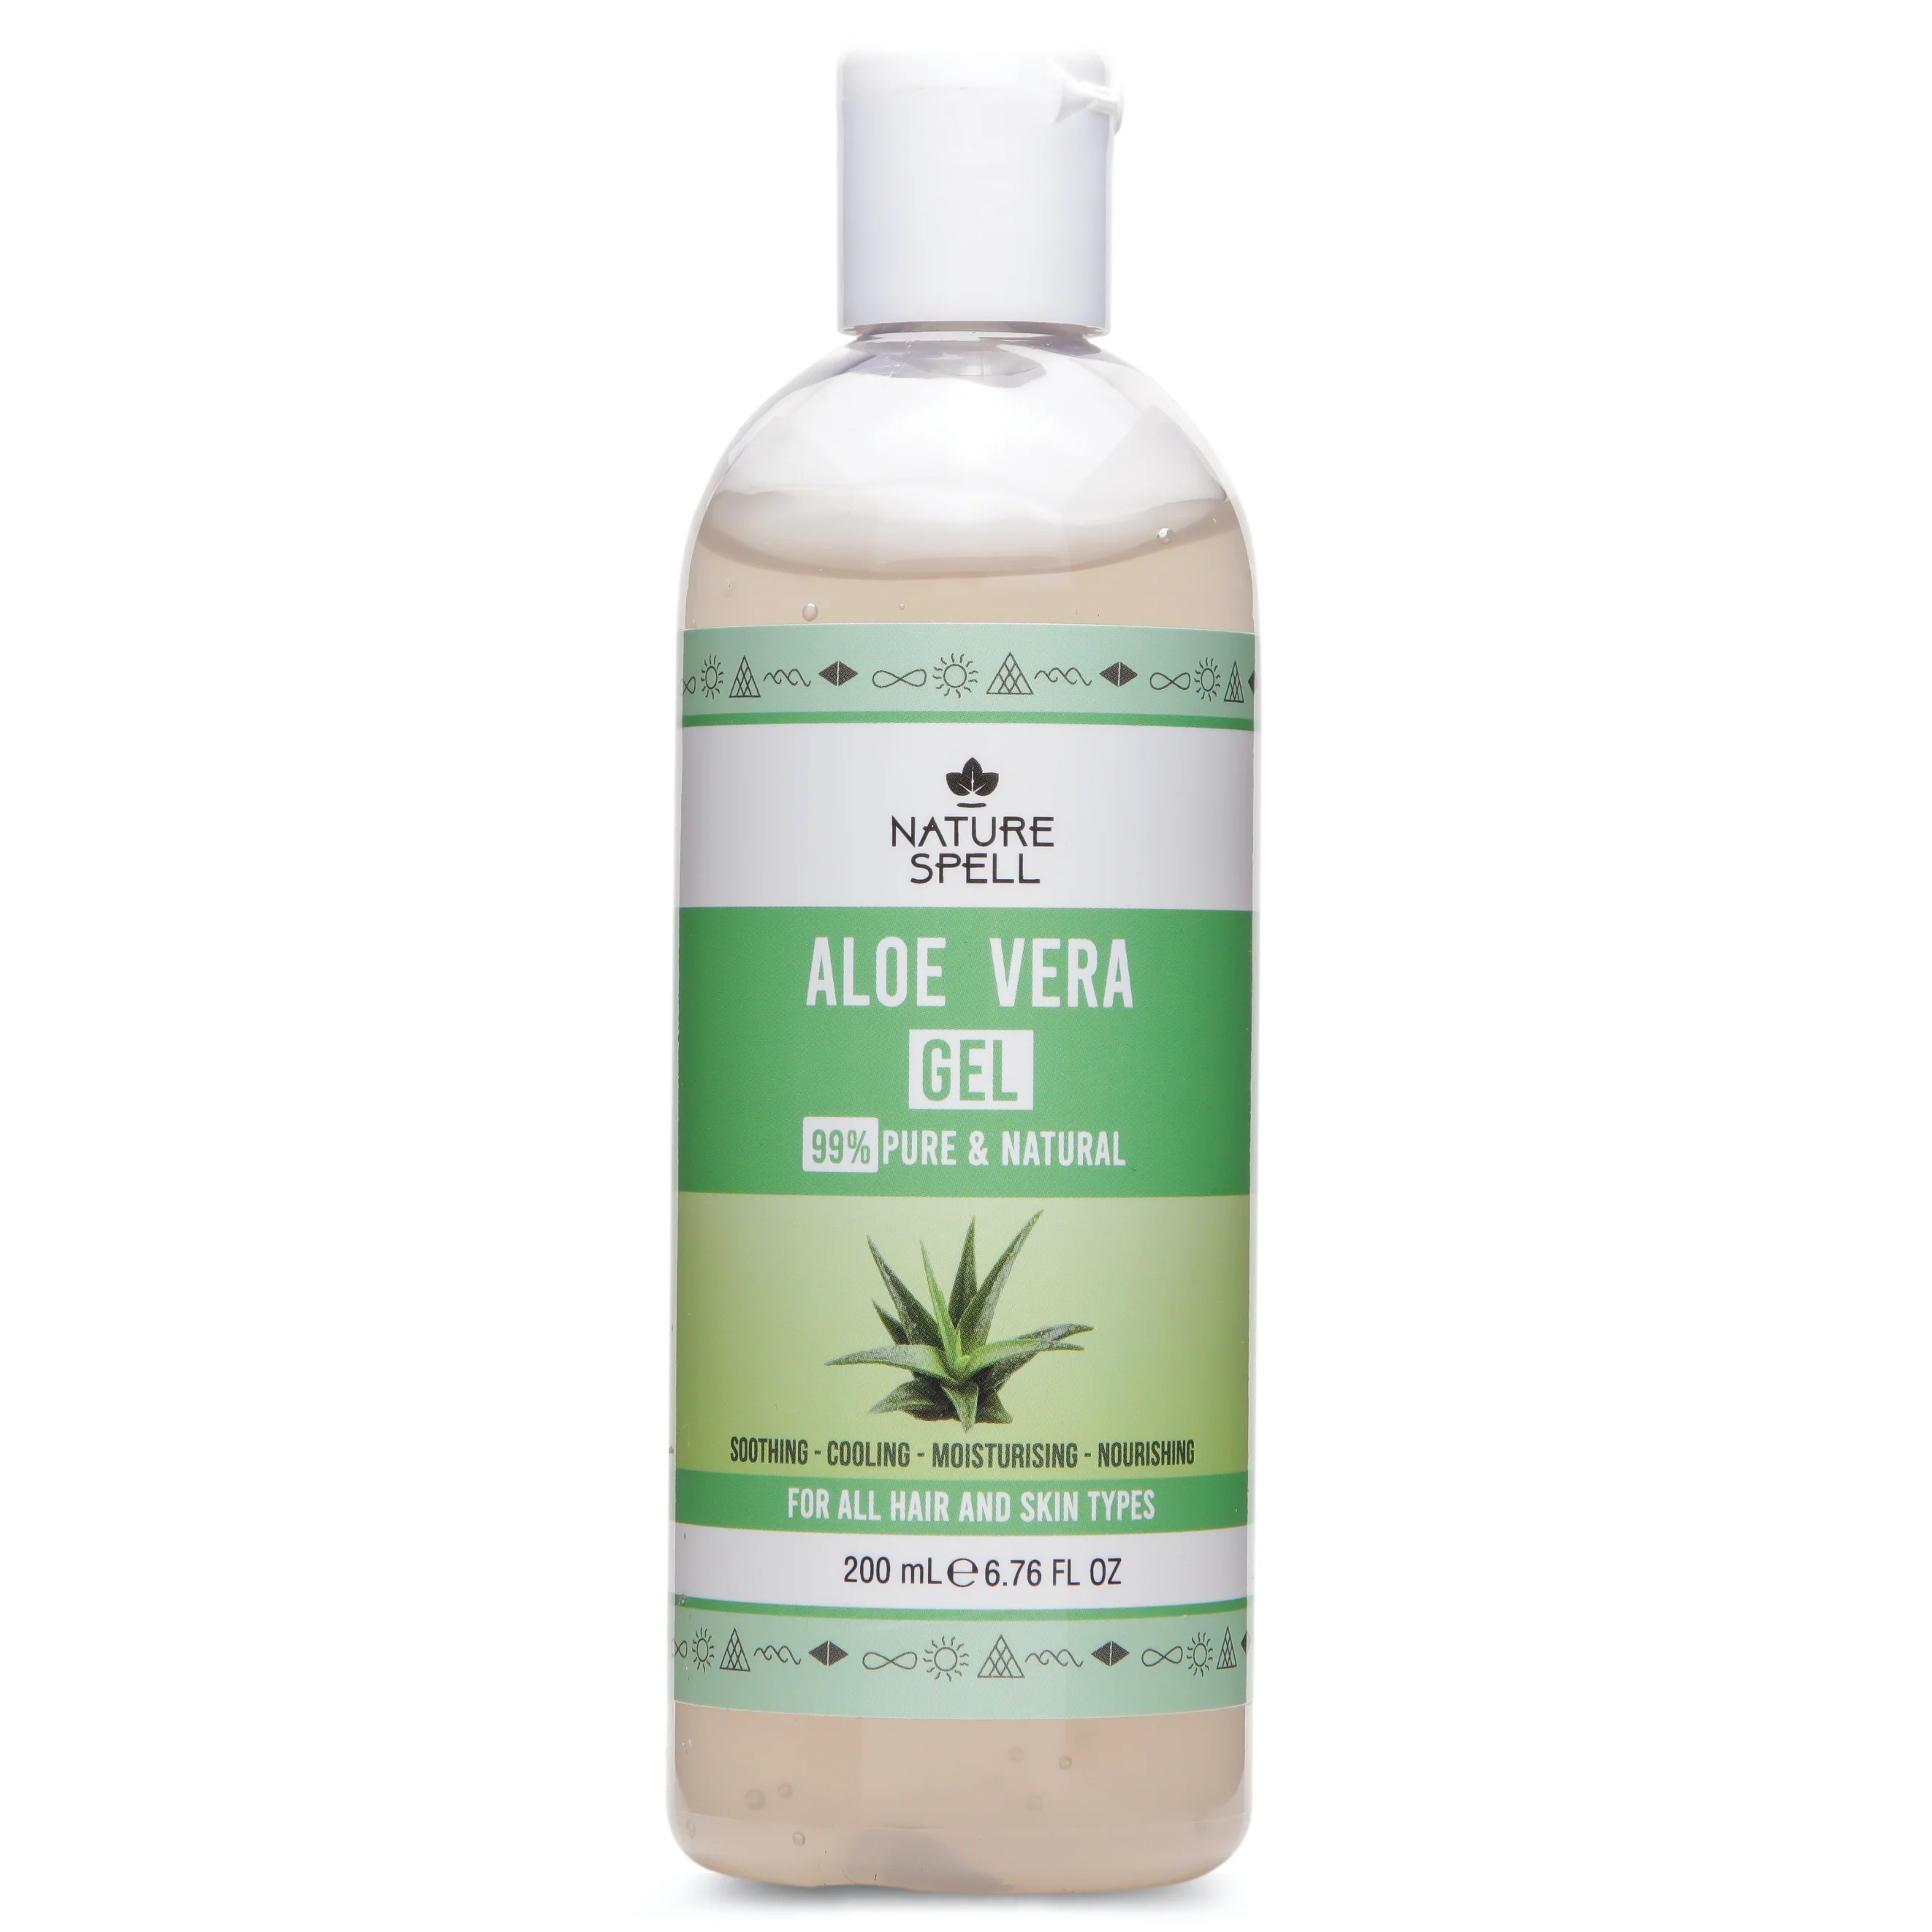 NATURE
SPELL
ALOE VERA
GEL
99% PURE & NATURAL
SOOTHING - COOLING - MOISTURISING - NOURISHING
FOR ALL HAIR AND SKIN TYPES
200 mL ℮ 6.76 FL OZ